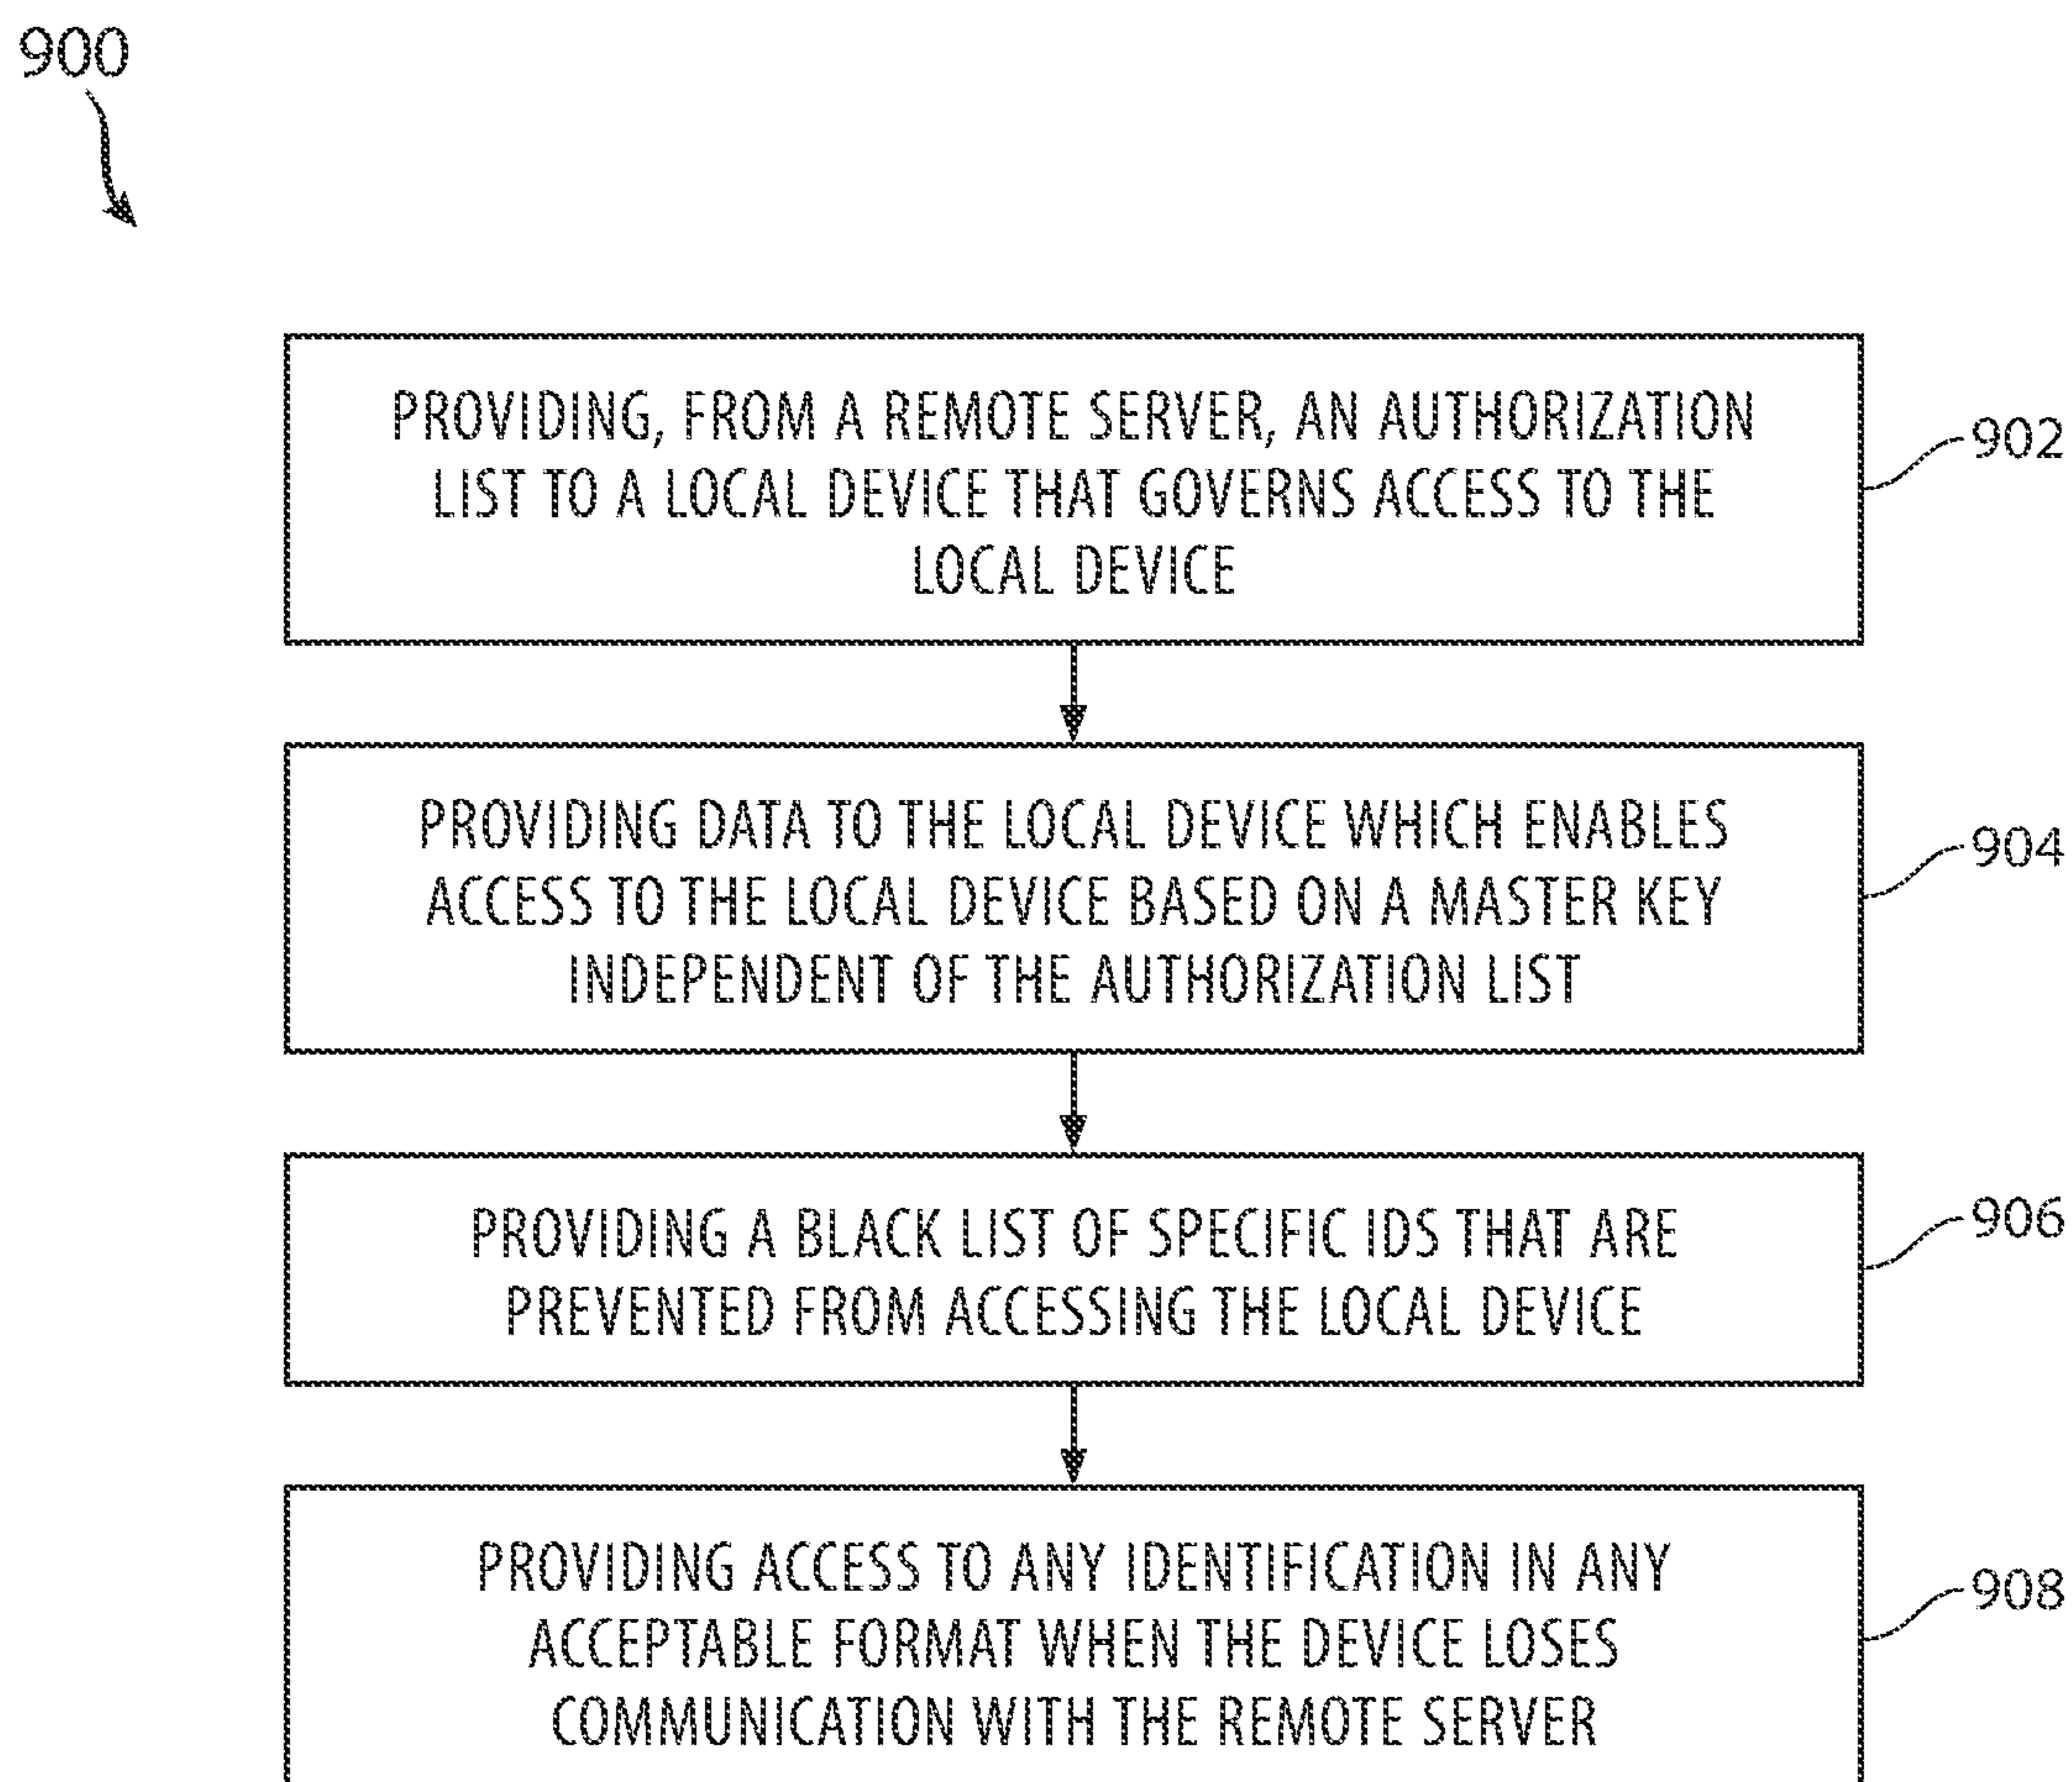 900
PROVIDING, FROM A REMOTE SERVER, AN AUTHORIZATION
LIST TO A LOCAL DEVICE THAT GOVERNS ACCESS TO THE
LOCAL DEVICE
902
PROVIDING DATA TO THE LOCAL DEVICE WHICH ENABLES
ACCESS TO THE LOCAL DEVICE BASED ON A MASTER KEY
INDEPENDENT OF THE AUTHORIZATION LIST
904
PROVIDING A BLACK LIST OF SPECIFIC IDS THAT ARE
PREVENTED FROM ACCESSING THE LOCAL DEVICE
906
PROVIDING ACCESS TO ANY IDENTIFICATION IN ANY
ACCEPTABLE FORMAT WHEN THE DEVICE LOSES
COMMUNICATION WITH THE REMOTE SERVER
908